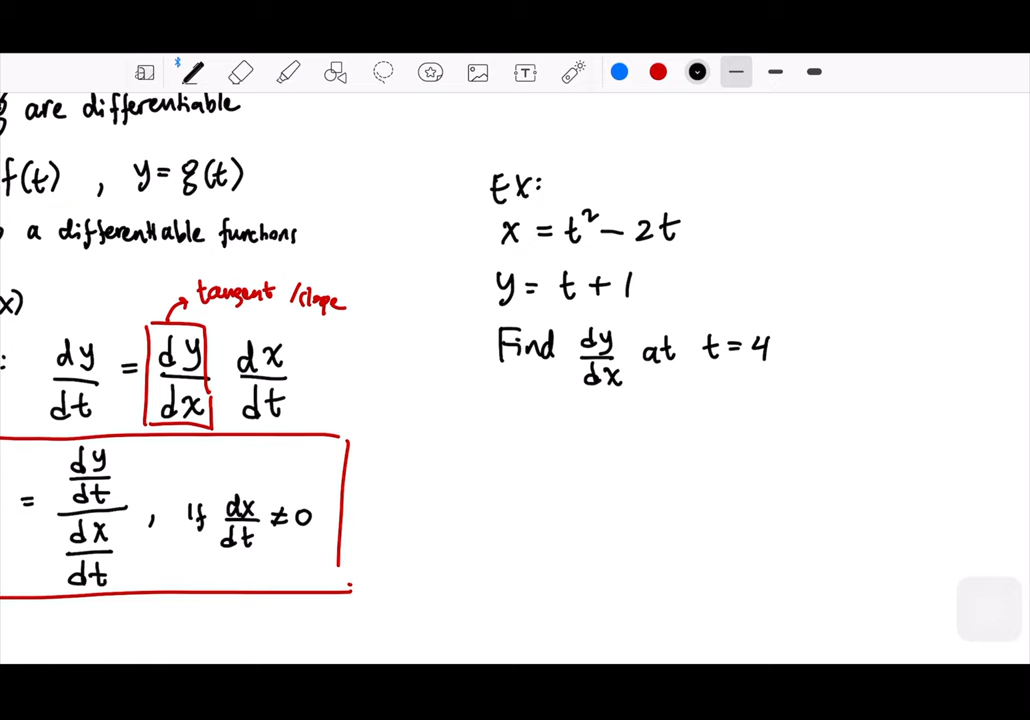 are differentiable
f(t) , y = g(t)
a differentiable functions
x)
tangent /slope
: dy/dt = dy/dx dx/dt
= (dy/dt)/(dx/dt) , if dx/dt ≠ 0
Ex:
x = t² - 2t
y = t + 1
Find dy/dx at t = 4